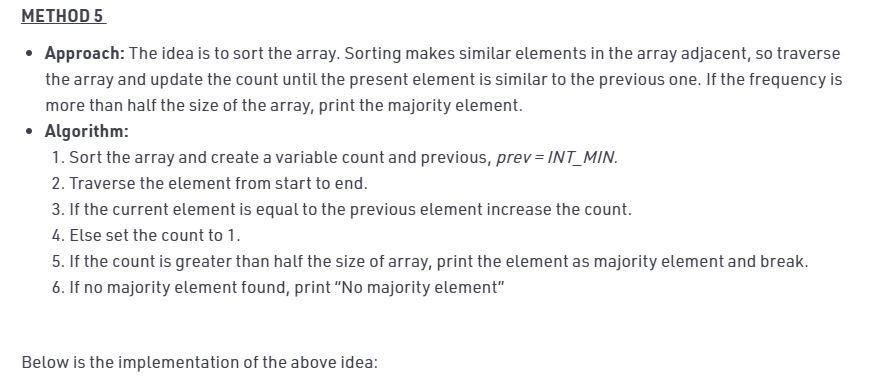 METHOD 5
• Approach: The idea is to sort the array. Sorting makes similar elements in the array adjacent, so traverse
the array and update the count until the present element is similar to the previous one. If the frequency is
more than half the size of the array, print the majority element.
• Algorithm:
1. Sort the array and create a variable count and previous, prev = INT_MIN.
2. Traverse the element from start to end.
3. If the current element is equal to the previous element increase the count.
4. Else set the count to 1.
5. If the count is greater than half the size of array, print the element as majority element and break.
6. If no majority element found, print “No majority element”
Below is the implementation of the above idea: